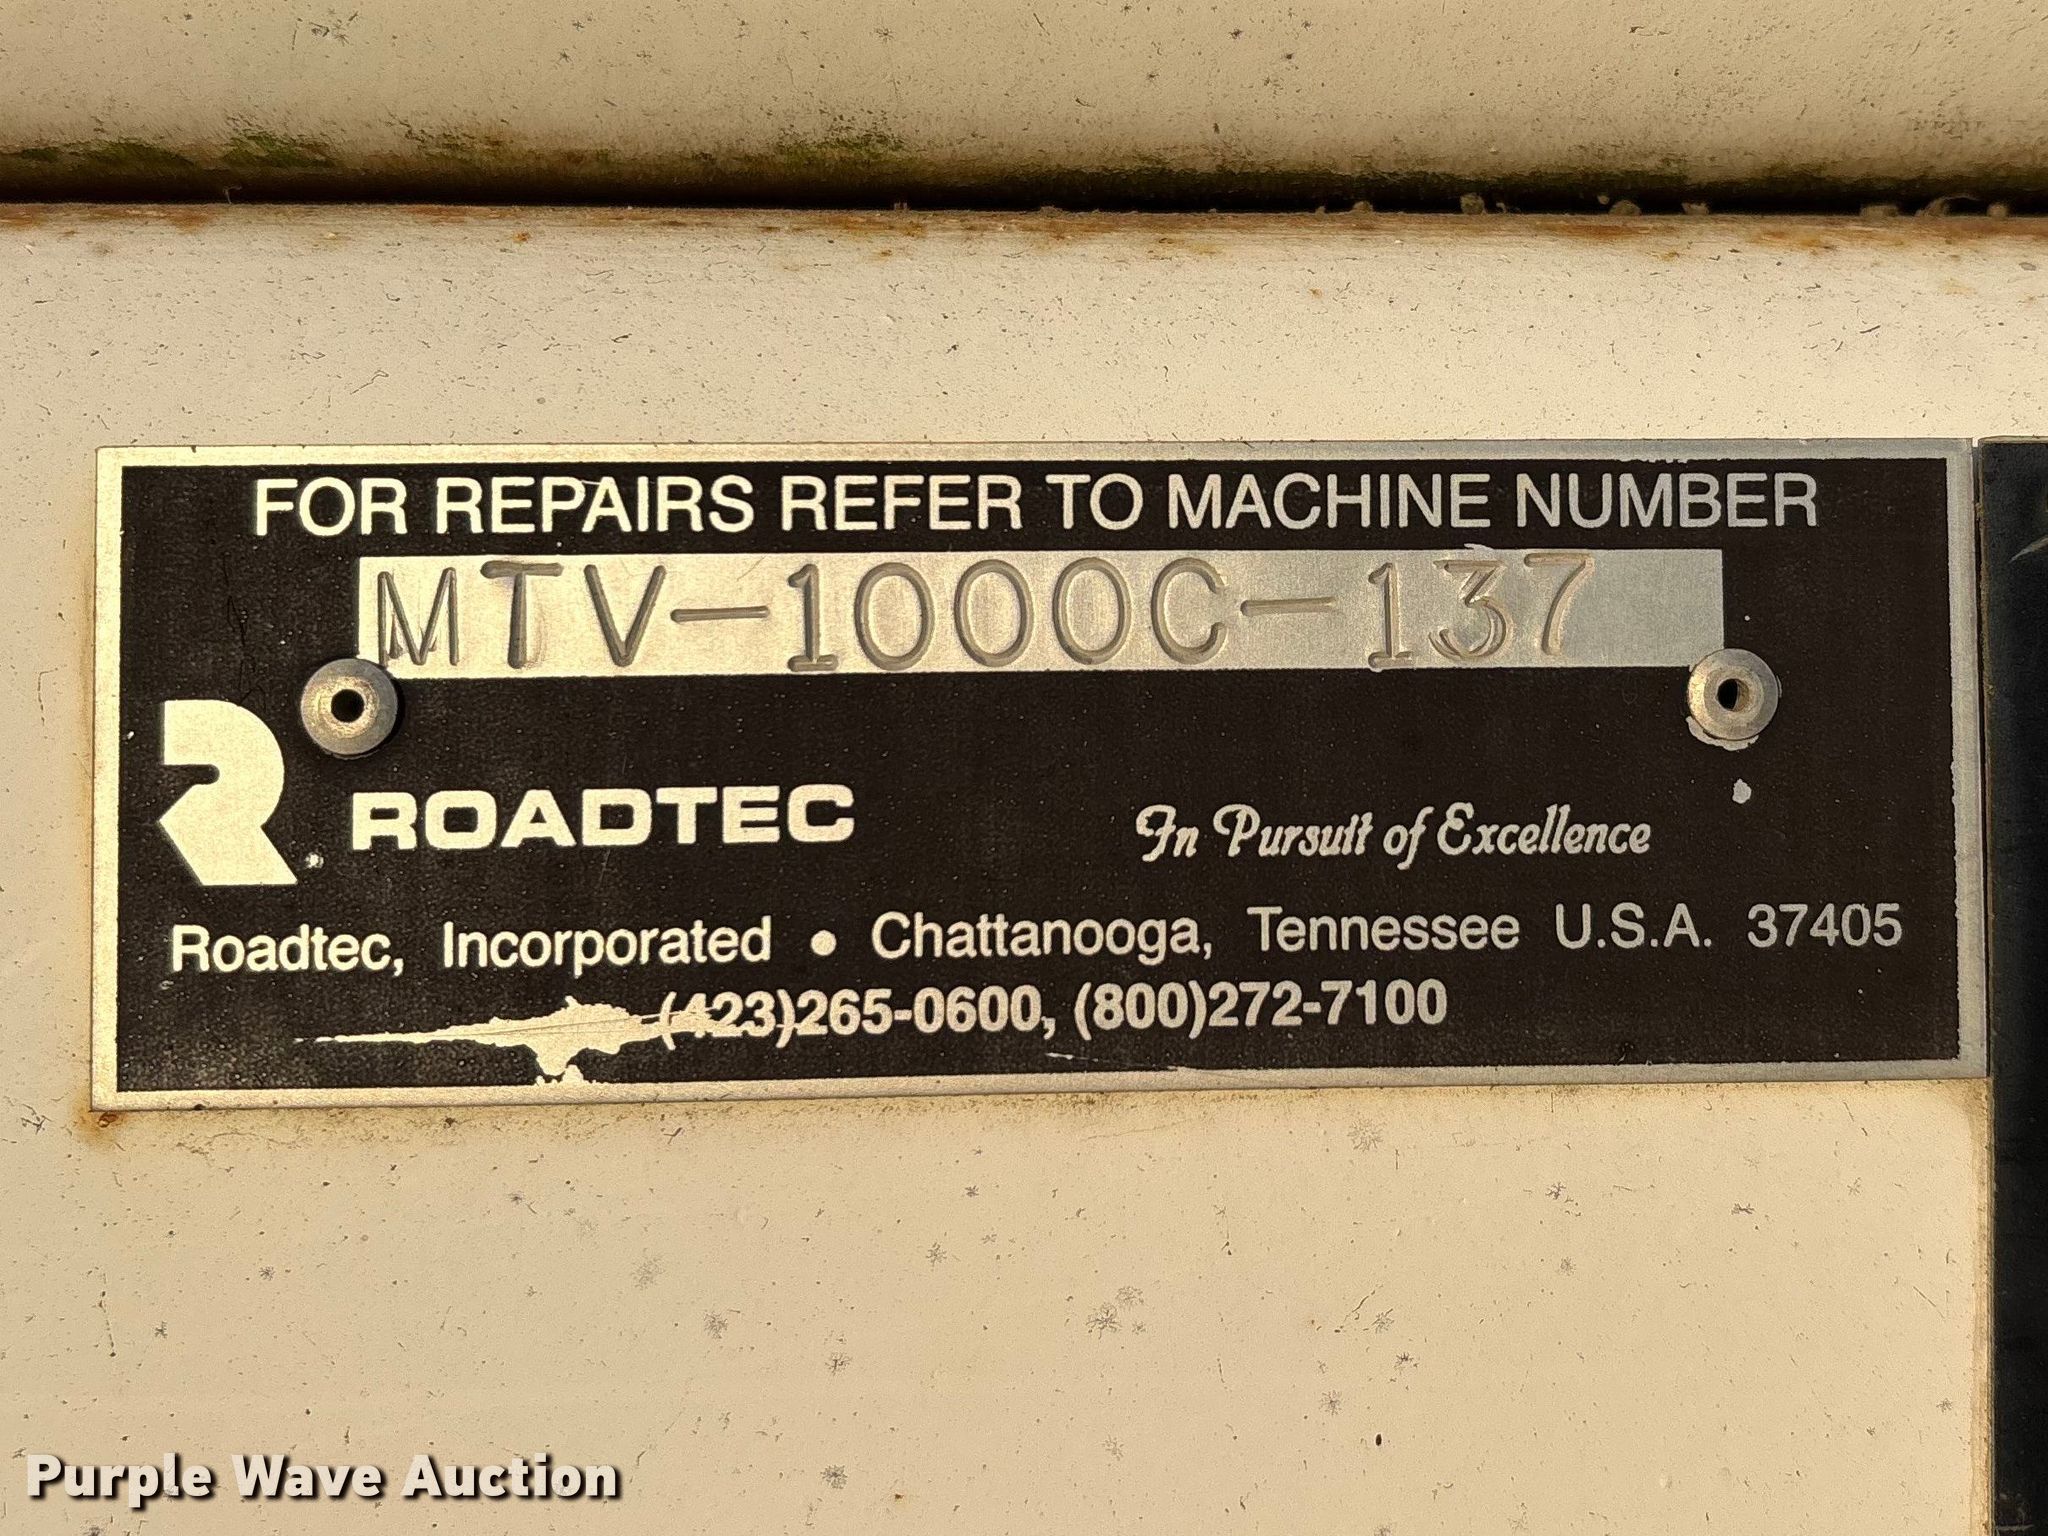 FOR REPAIRS REFER TO MACHINE NUMBER
MTV-1000C-137
ROADTEC
In Pursuit of Excellence
Roadtec, Incorporated • Chattanooga, Tennessee U.S.A. 37405
(423)265-0600, (800)272-7100
Purple Wave Auction